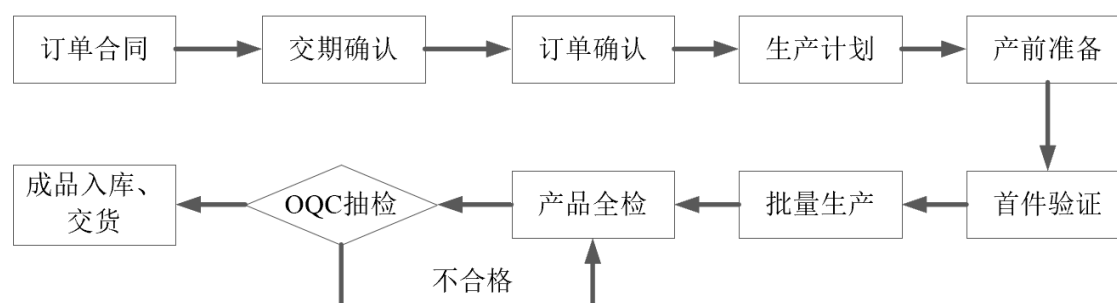 订单合同
交期确认
订单确认
生产计划
产前准备
首件验证
批量生产
产品全检
OQC抽检
成品入库、
交货
不合格